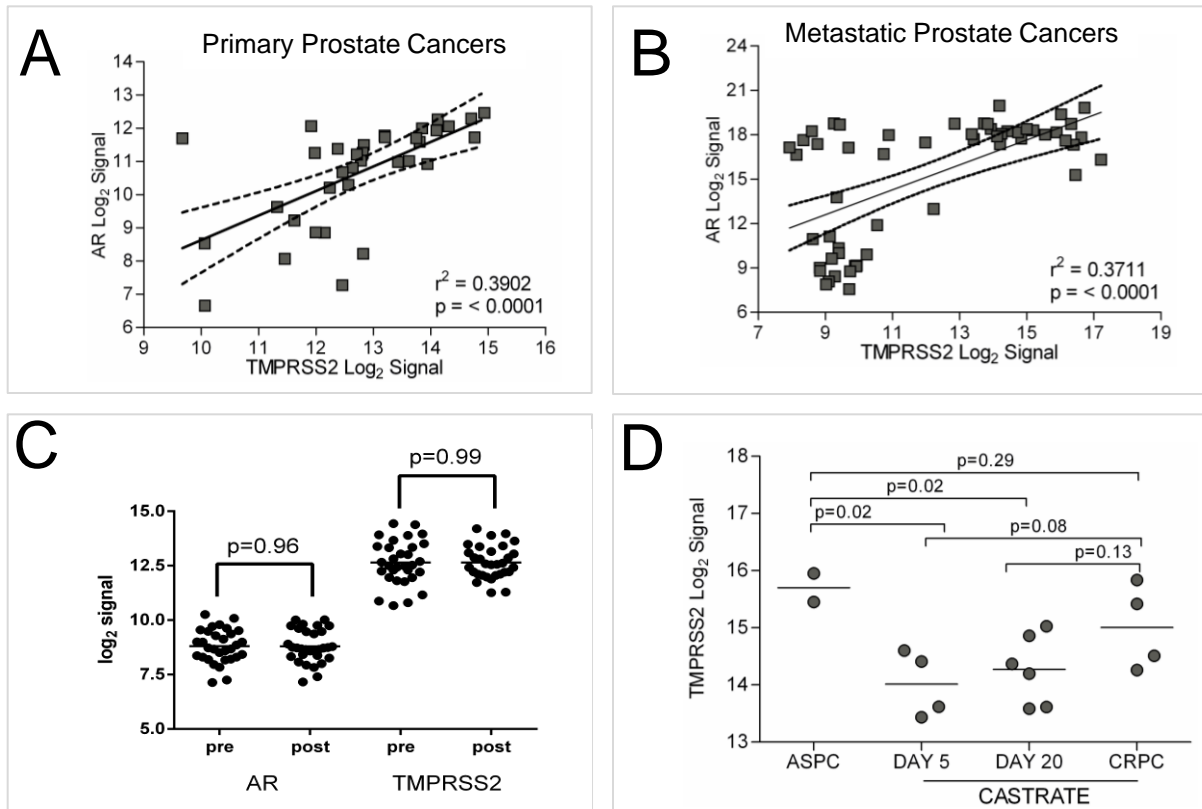 A
Primary Prostate Cancers
14
13
12
11
10
9
8
7
6
AR Log₂ Signal
r² = 0.3902
p = < 0.0001
9 10 11 12 13 14 15 16
TMPRSS2 Log₂ Signal
B
Metastatic Prostate Cancers
24
21
18
15
12
9
6
AR Log₂ Signal
r² = 0.3711
p = < 0.0001
7 9 11 13 15 17 19
TMPRSS2 Log₂ Signal
C
p=0.99
p=0.96
15.0
12.5
10.0
7.5
5.0
log₂ signal
pre post pre post
AR TMPRSS2
D
18
17
16
15
14
13
TMPRSS2 Log₂ Signal
p=0.29
p=0.02
p=0.02
p=0.08
p=0.13
ASPC DAY 5 DAY 20 CRPC
CASTRATE